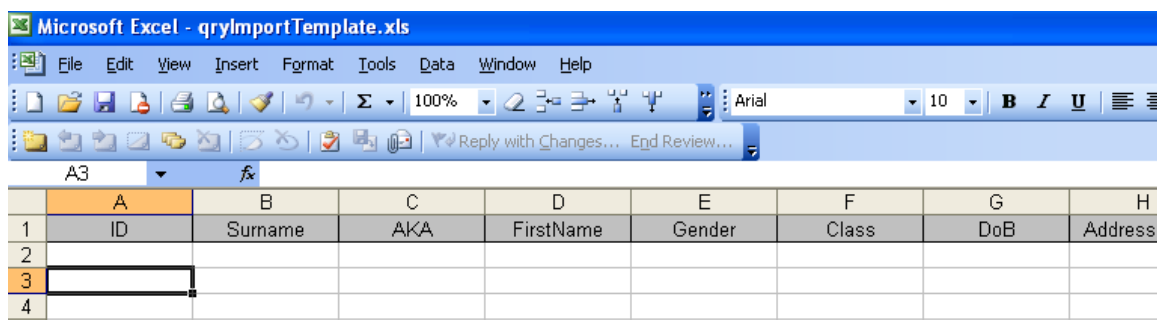 Microsoft Excel - qryImportTemplate.xls
File Edit View Insert Format Tools Data Window Help
100% Arial 10 B I U
Reply with Changes... End Review...
A3 fx
A B C D E F G H
1 ID Surname AKA FirstName Gender Class DoB Address
2
3
4